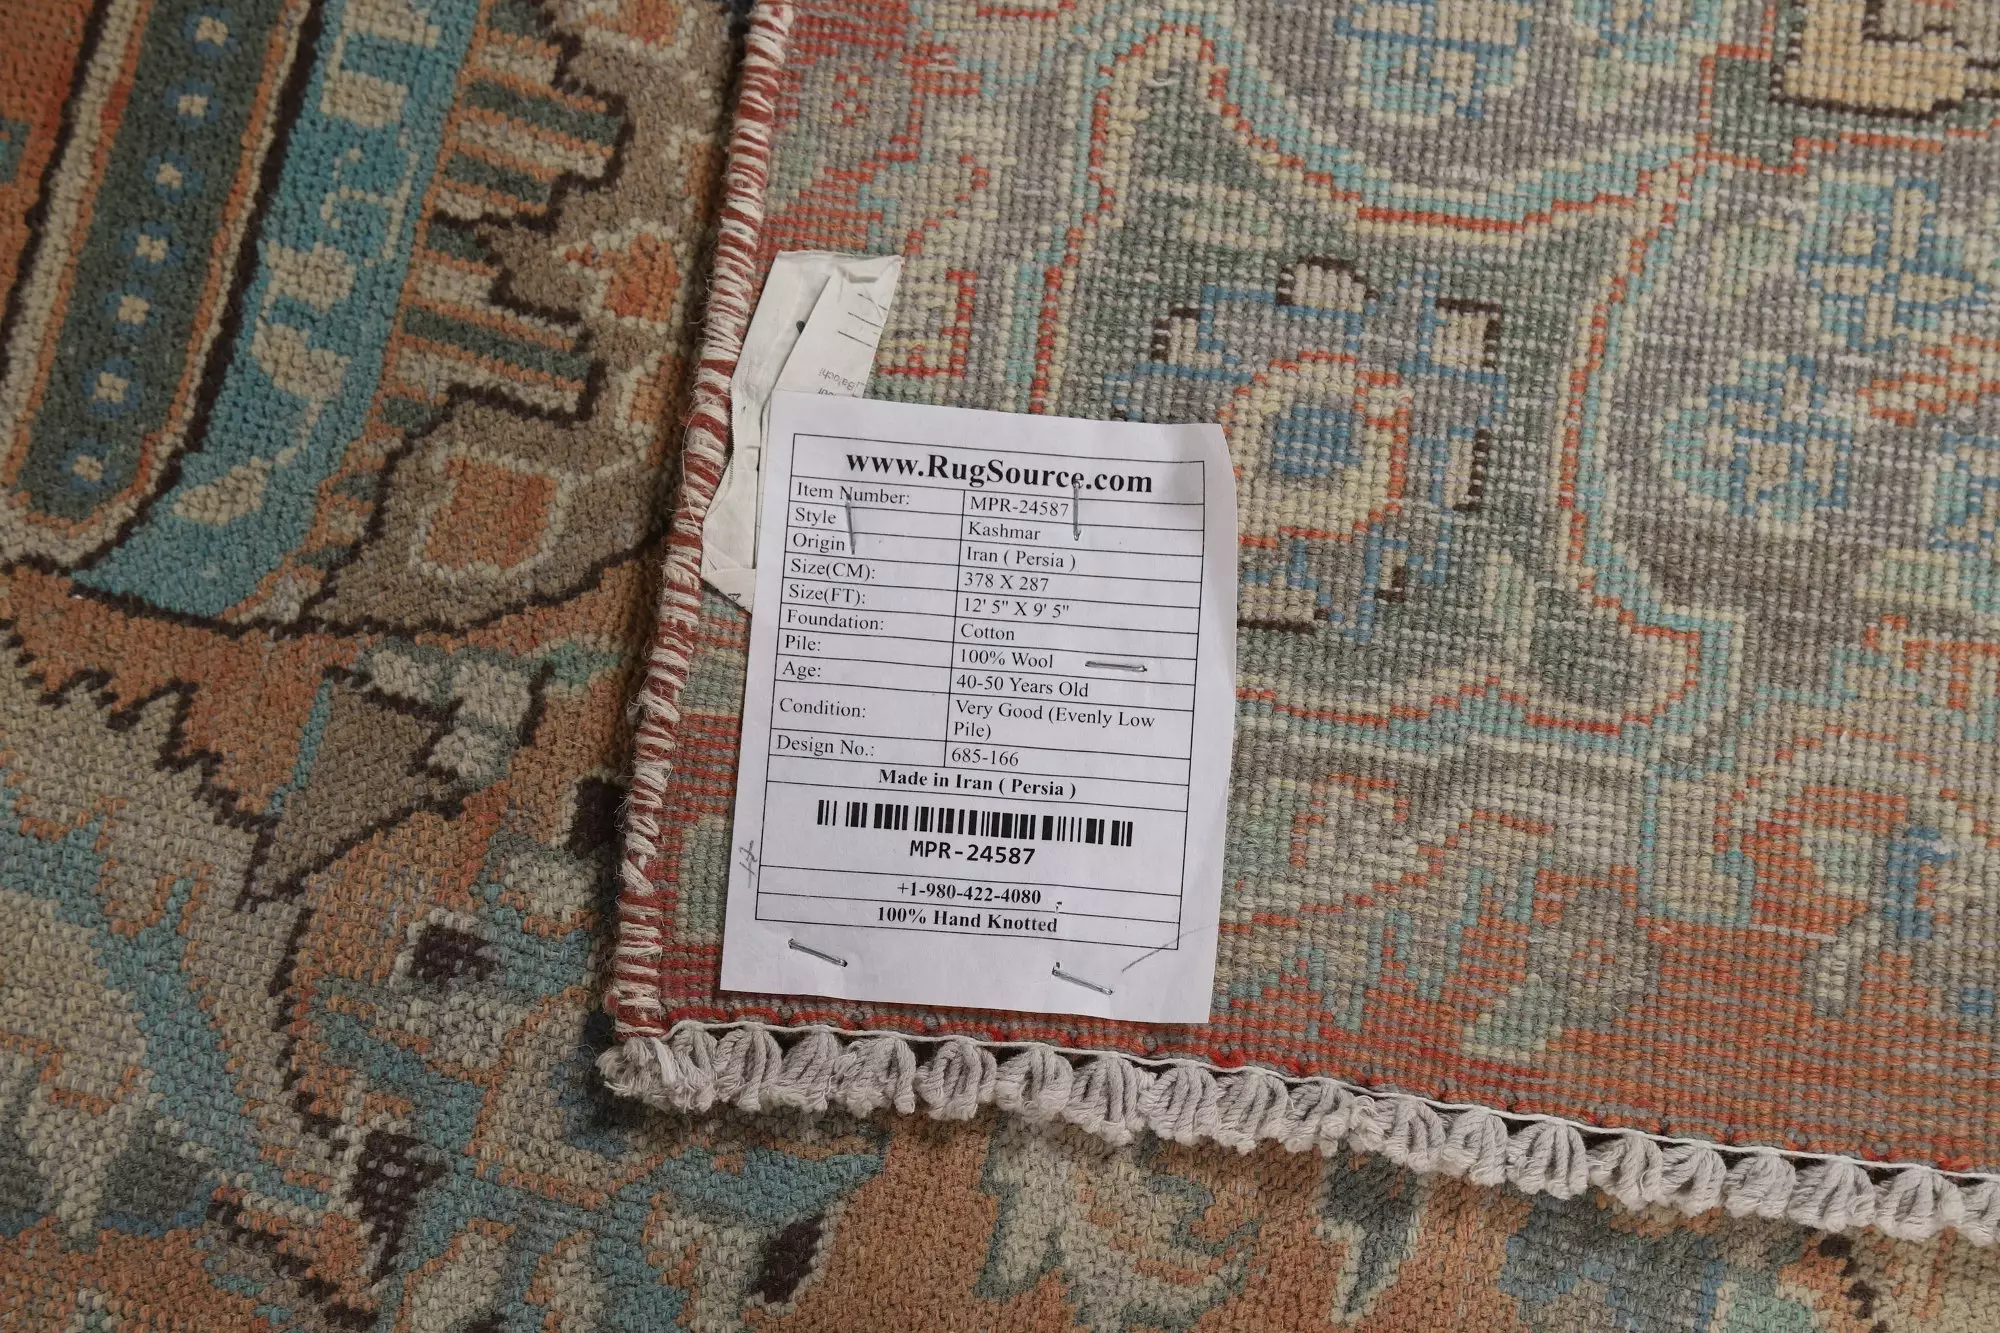 Balochi
www.RugSource.com
Item Number: MPR-24587
Style Kashmar
Origin Iran ( Persia )
Size(CM): 378 X 287
Size(FT): 12' 5" X 9' 5"
Foundation: Cotton
Pile: 100% Wool
Age: 40-50 Years Old
Condition: Very Good (Evenly Low
Pile)
Design No.: 685-166
Made in Iran ( Persia )
MPR-24587
+1-980-422-4080
100% Hand Knotted